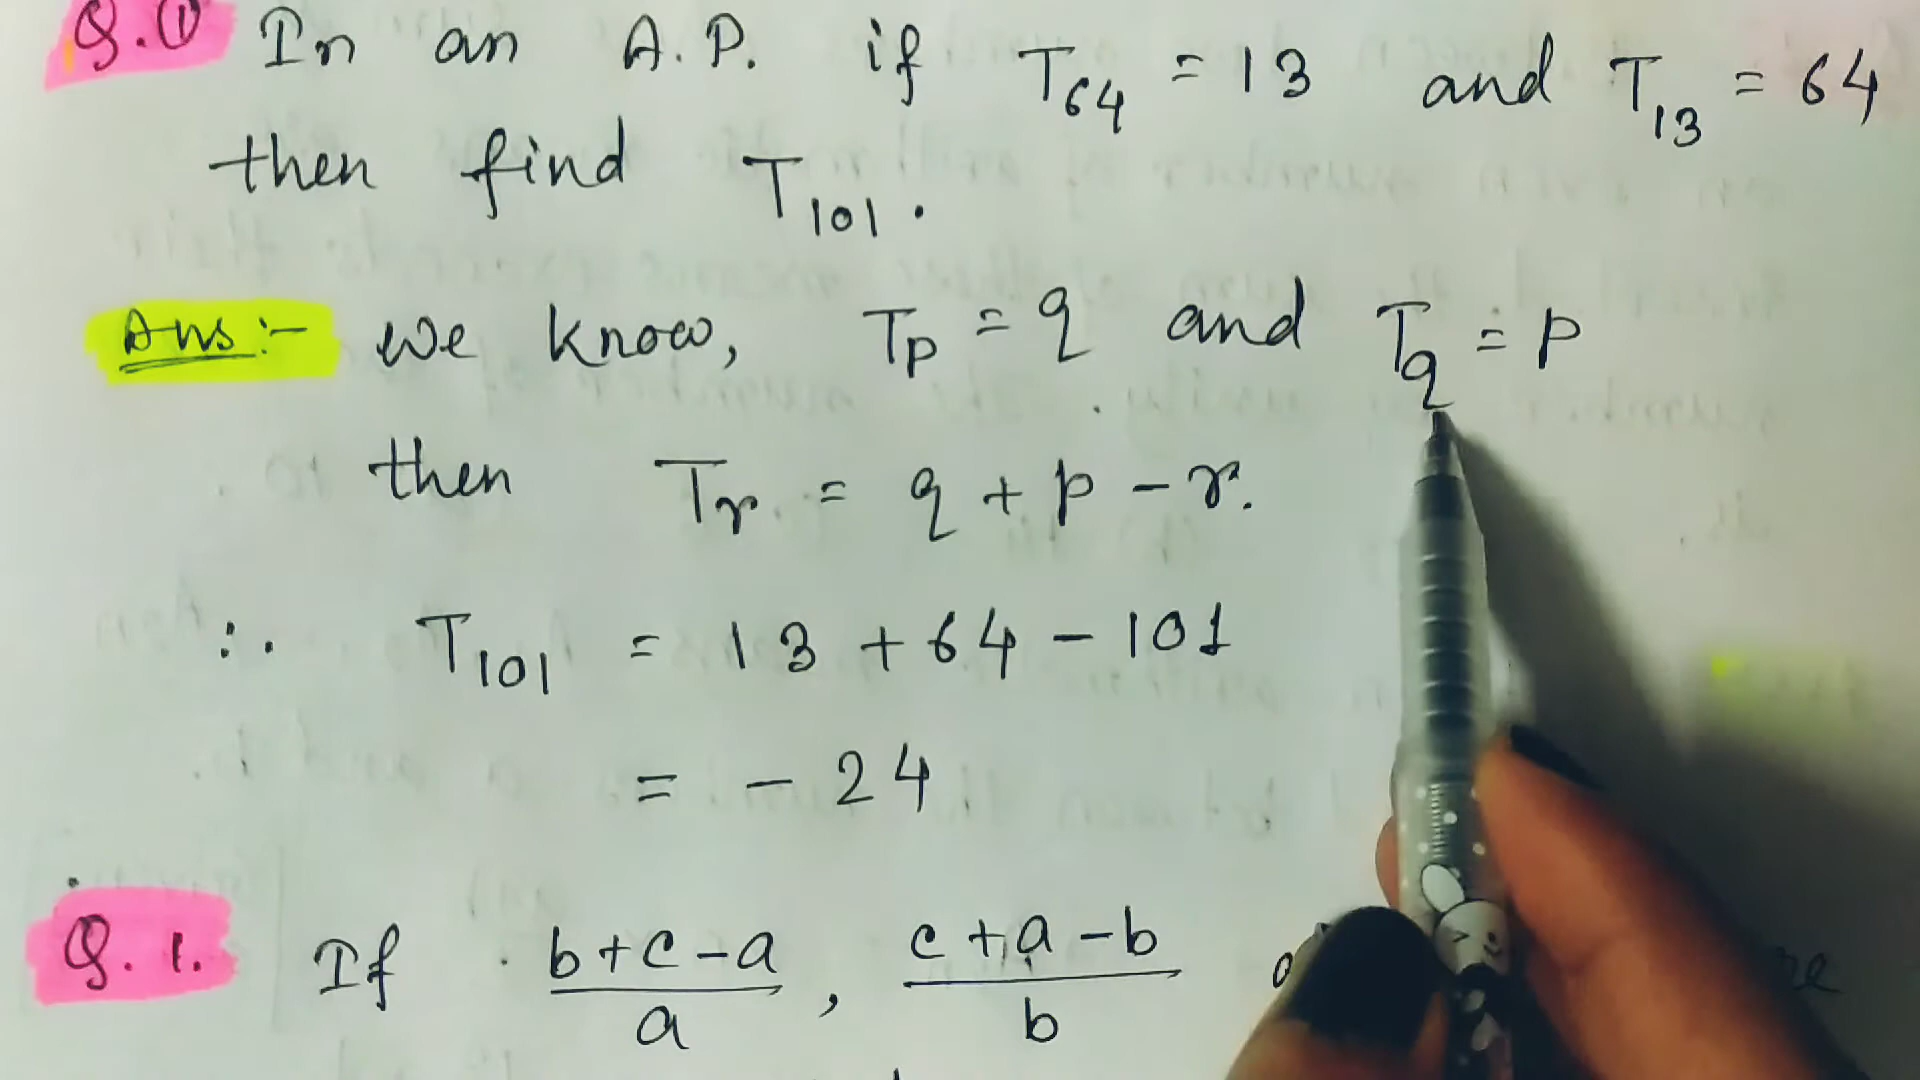 Q.① In an A.P. if T₆₄ = 13 and T₁₃ = 64
then find T₁₀₁.
Ans:- we know, Tp = q and Tq = p
then Tr = q + p - r.
∴ T₁₀₁ = 13 + 64 - 101
= - 24
Q. 1. If (b+c-a)/a, (c+a-b)/b